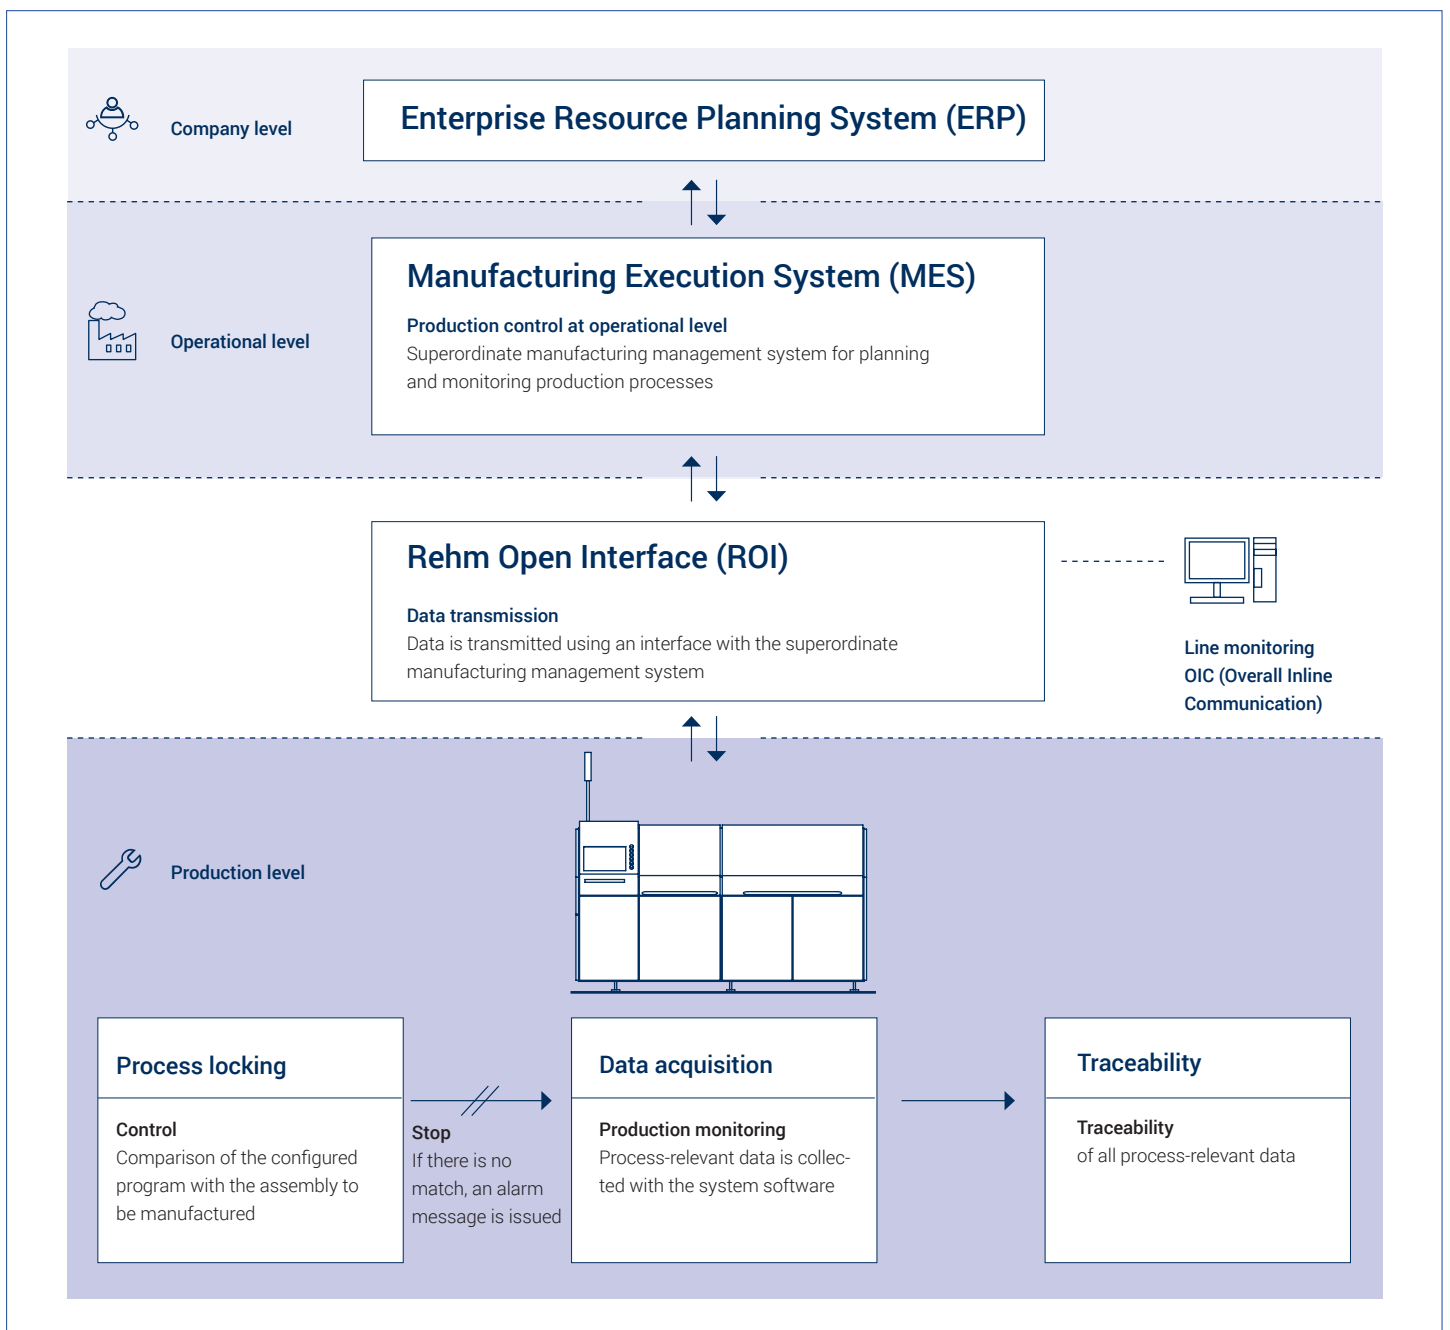 Company level
Enterprise Resource Planning System (ERP)
Operational level
Manufacturing Execution System (MES)
Production control at operational level
Superordinate manufacturing management system for planning
and monitoring production processes
Rehm Open Interface (ROI)
Data transmission
Data is transmitted using an interface with the superordinate
manufacturing management system
Line monitoring
OIC (Overall Inline
Communication)
Production level
Process locking
Control
Comparison of the configured
program with the assembly to
be manufactured
Stop
If there is no
match, an alarm
message is issued
Data acquisition
Production monitoring
Process-relevant data is collec-
ted with the system software
Traceability
Traceability
of all process-relevant data